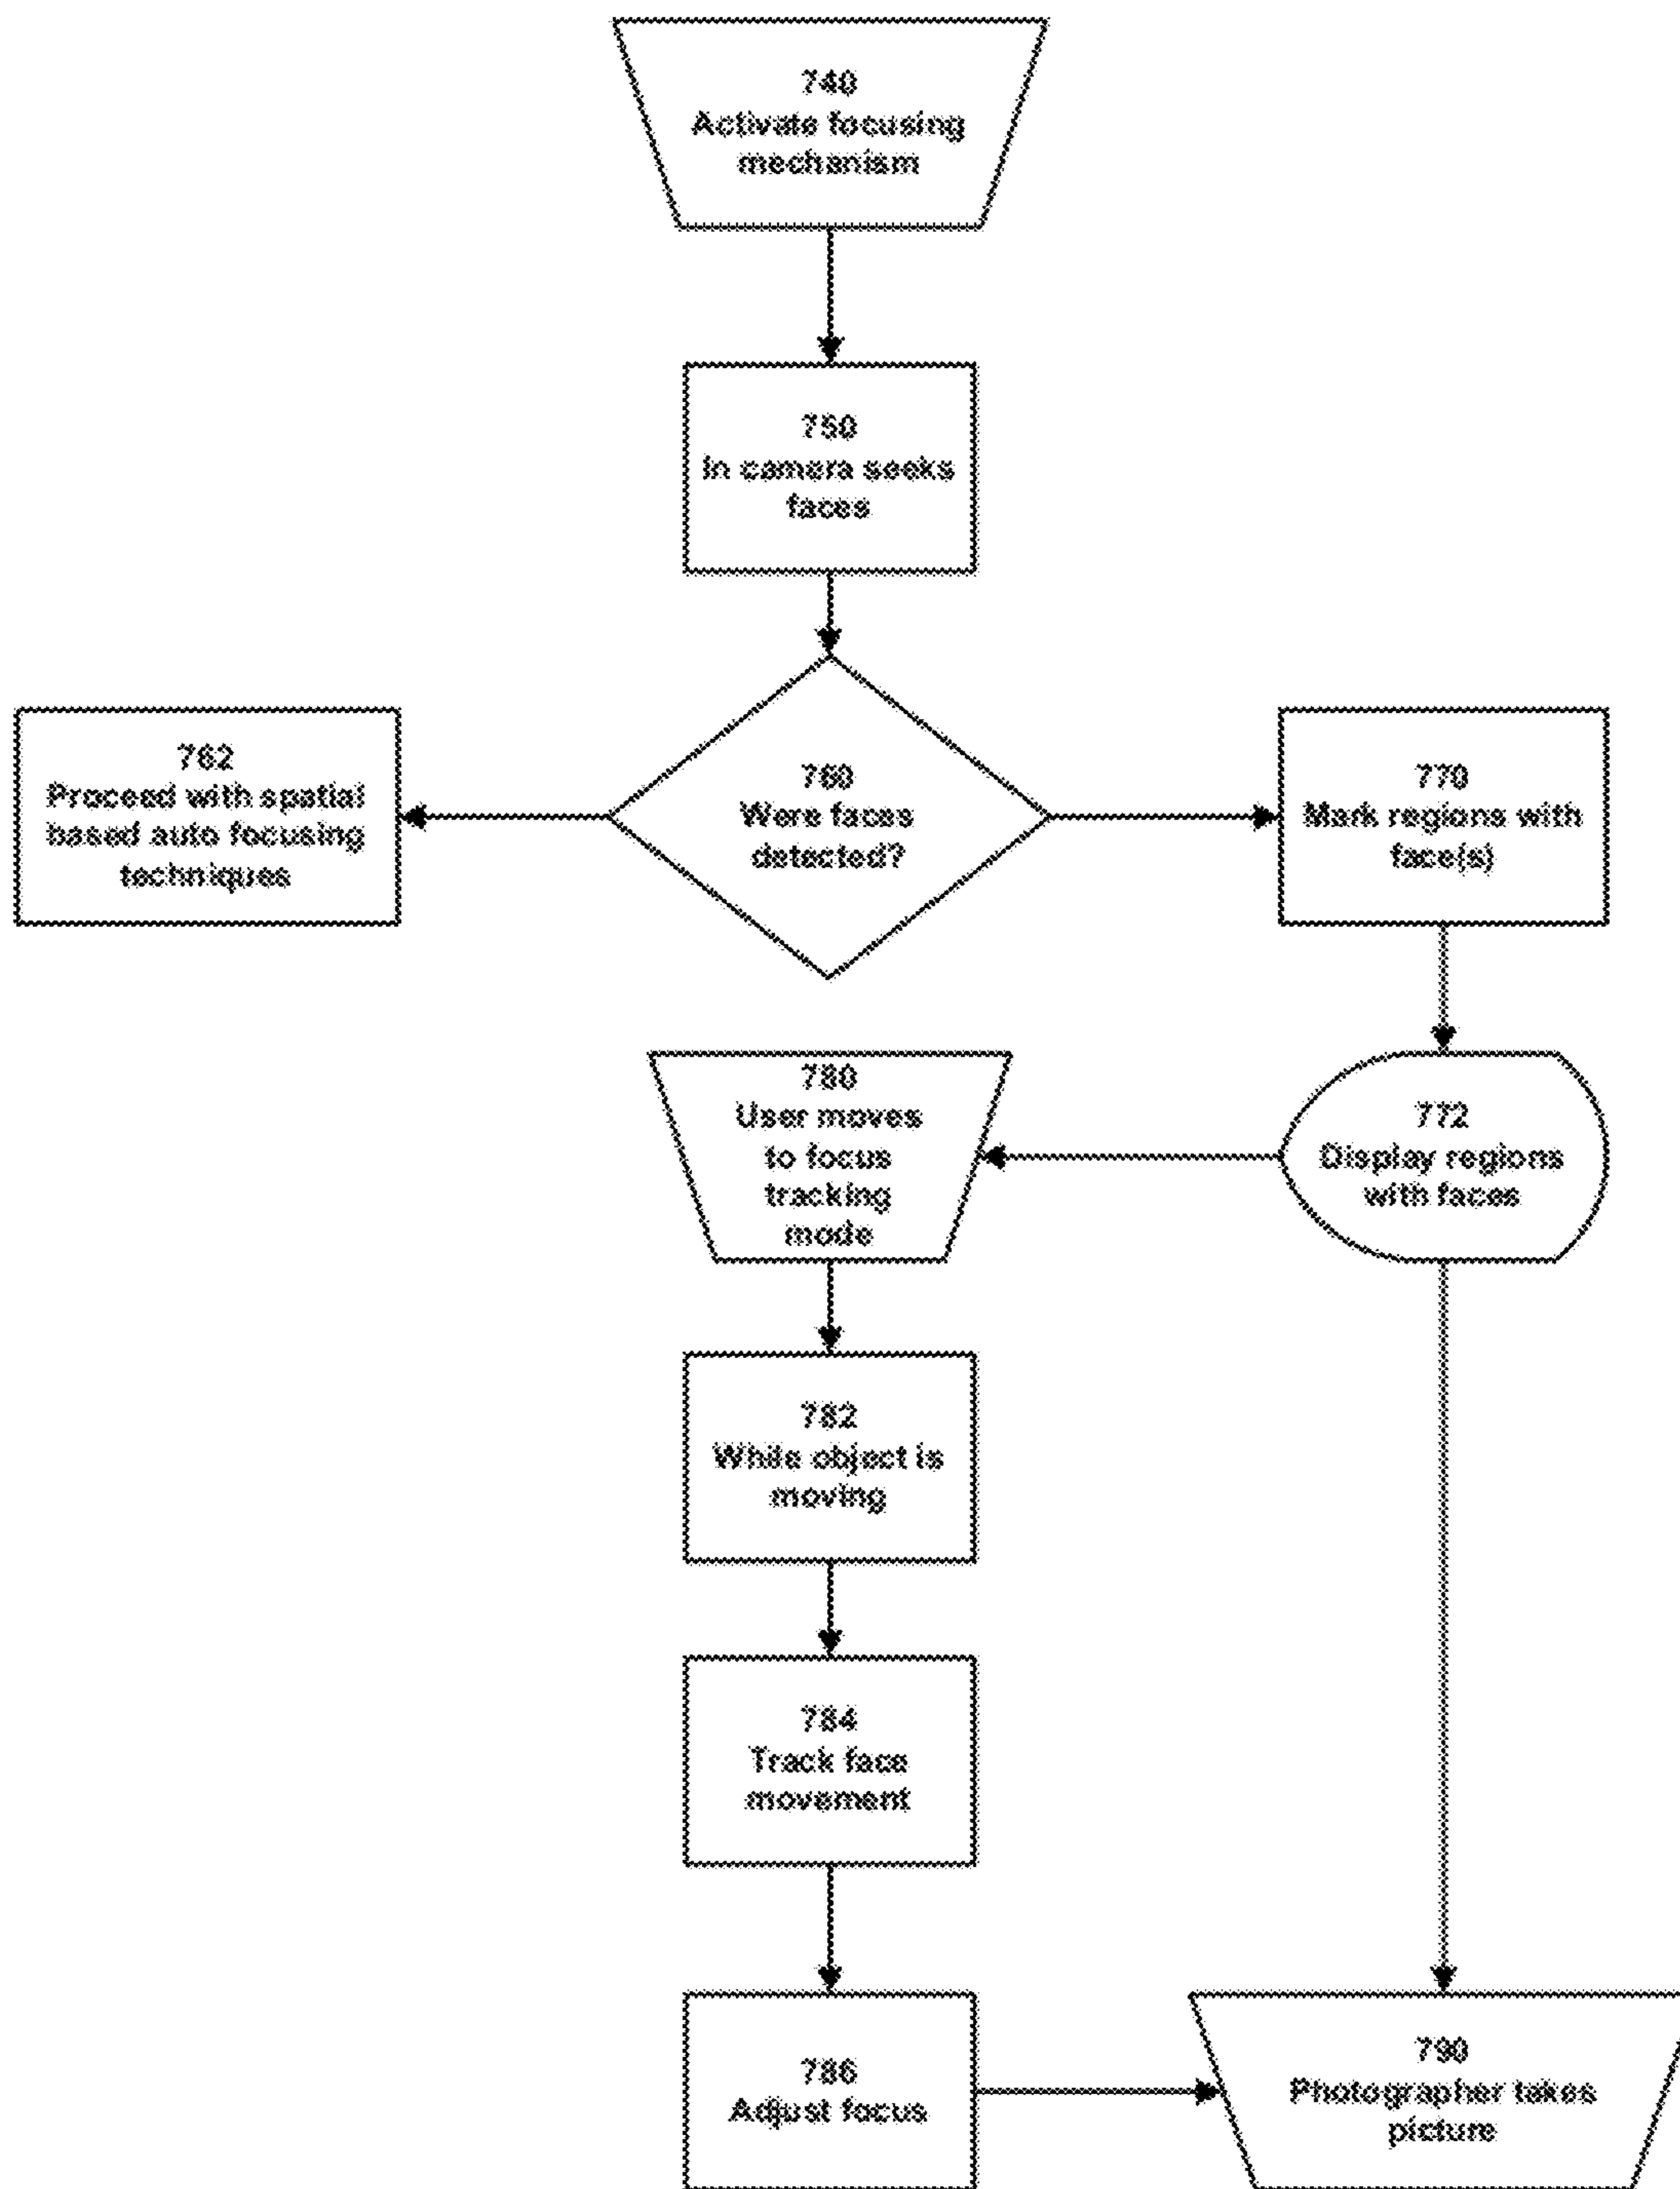 740
Activate focusing
mechanism
750
In camera seeks
faces
762
Proceed with spatial
based auto focusing
techniques
760
Were faces
detected?
770
Mark regions with
face(s)
780
User moves
to focus
tracking
mode
772
Display regions
with faces
782
While object is
moving
784
Track face
movement
786
Adjust focus
790
Photographer takes
picture